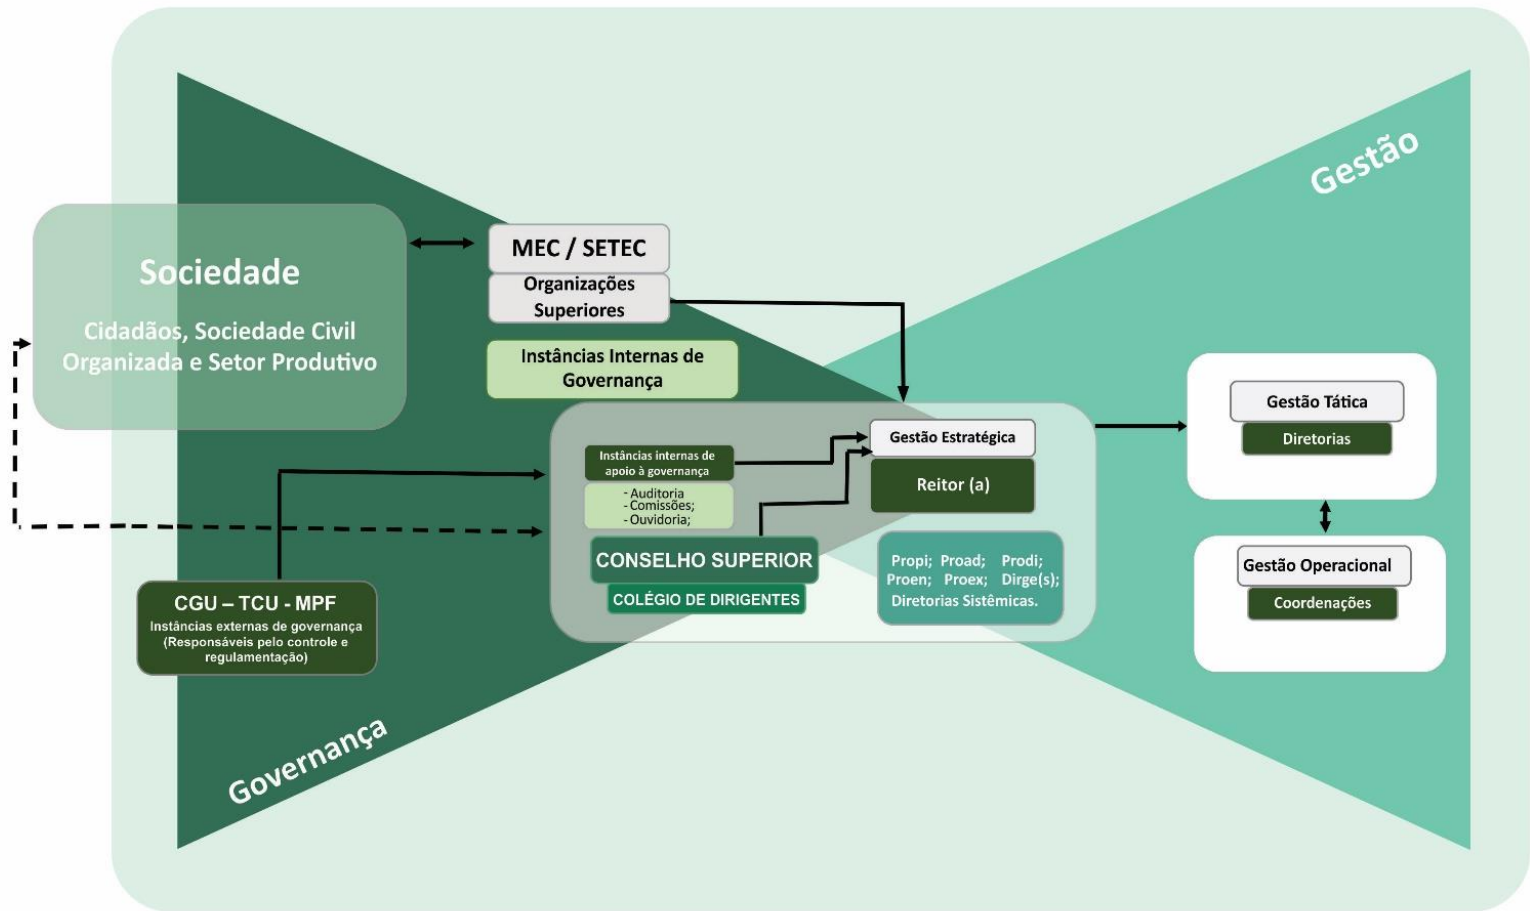 Gestão
Sociedade
Cidadãos, Sociedade Civil
Organizada e Setor Produtivo
MEC / SETEC
Organizações
Superiores
Instâncias Internas de
Governança
Instâncias internas de
apoio à governança
- Auditoria
- Comissões;
- Ouvidoria;
CONSELHO SUPERIOR
COLÉGIO DE DIRIGENTES
Gestão Estratégica
Reitor (a)
Propi; Proad; Prodi;
Proen; Proex; Dirge(s);
Diretorias Sistêmicas.
Gestão Tática
Diretorias
Gestão Operacional
Coordenações
CGU – TCU - MPF
Instâncias externas de governança
(Responsáveis pelo controle e
regulamentação)
Governança